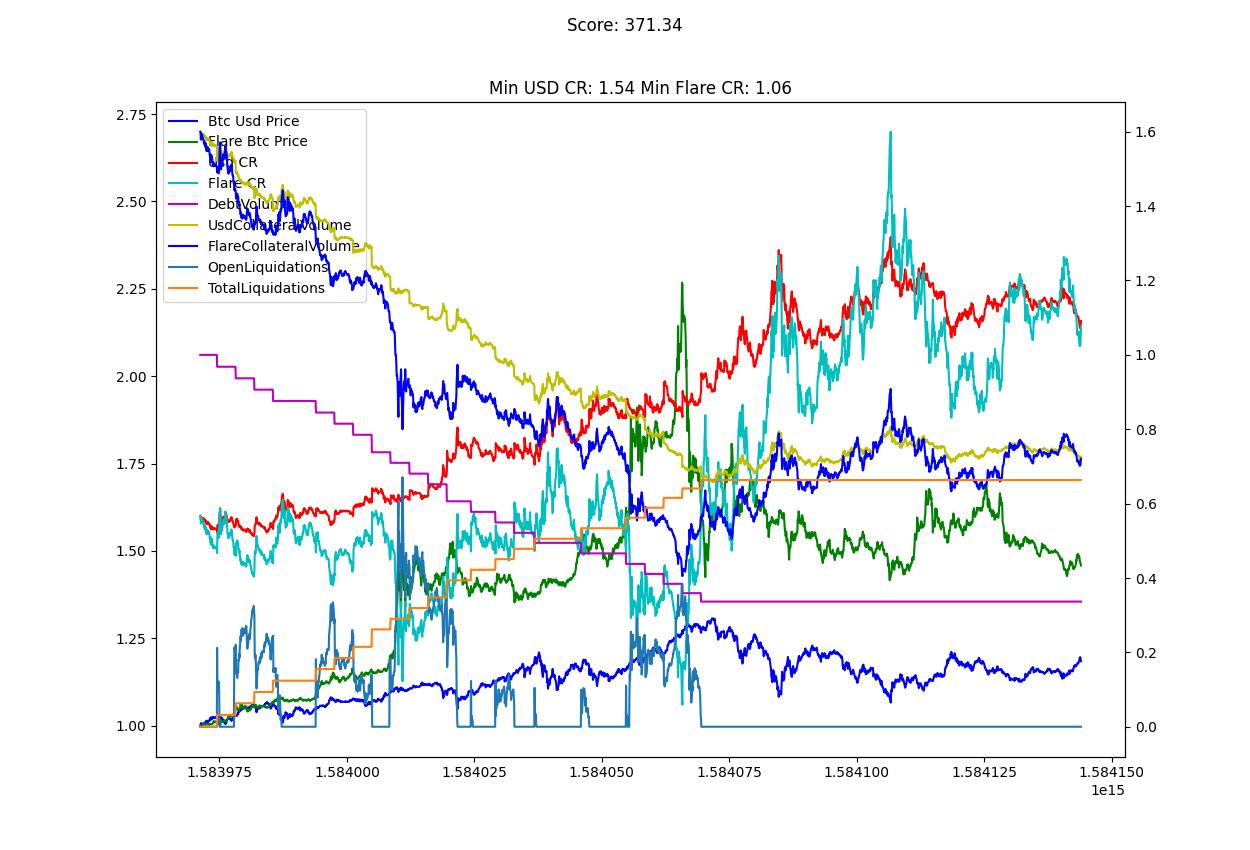 Score: 371.34
Min USD CR: 1.54 Min Flare CR: 1.06
Btc Usd Price
Flare Btc Price
Usd CR
Flare CR
DebtVolume
UsdCollateralVolume
FlareCollateralVolume
OpenLiquidations
TotalLiquidations
2.75
2.50
2.25
2.00
1.75
1.50
1.25
1.00
1.6
1.4
1.2
1.0
0.8
0.6
0.4
0.2
0.0
1.583975 1.584000 1.584025 1.584050 1.584075 1.584100 1.584125 1.584150
1e15